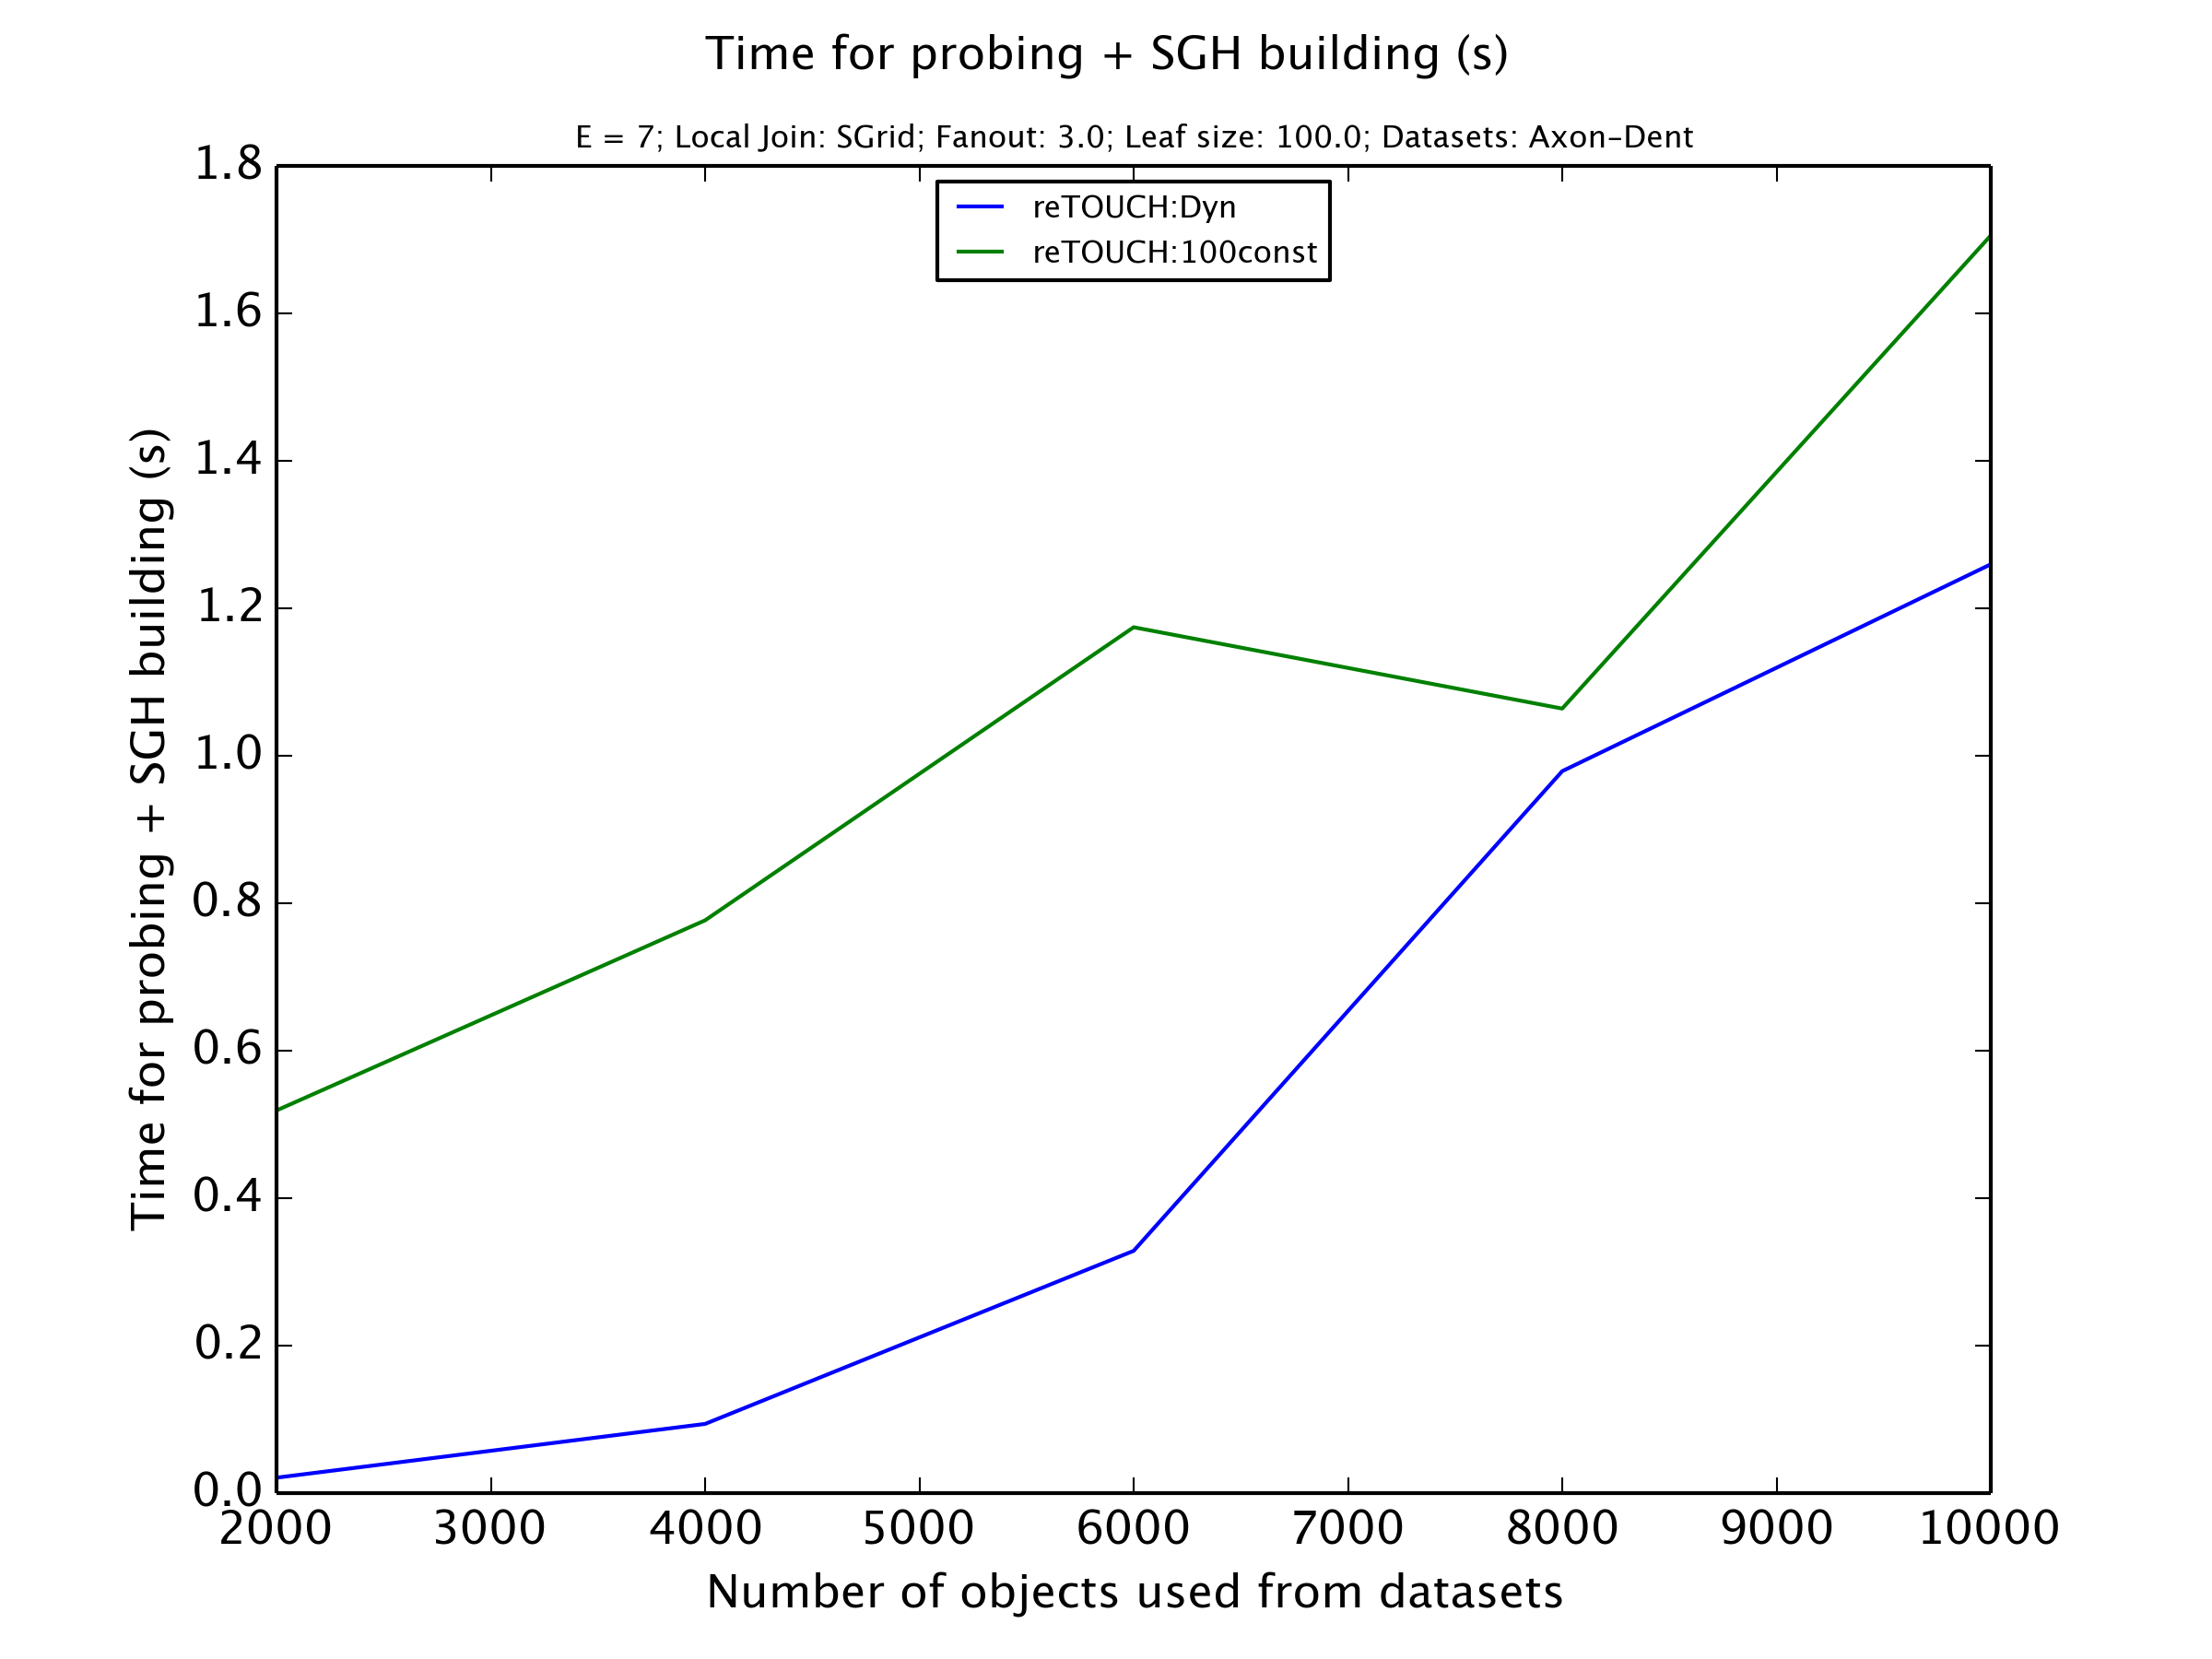 Time for probing + SGH building (s)
E = 7; Local Join: SGrid; Fanout: 3.0; Leaf size: 100.0; Datasets: Axon-Dent
reTOUCH:Dyn
reTOUCH:100const
1.8
1.6
1.4
1.2
1.0
0.8
0.6
0.4
0.2
0.0
Time for probing + SGH building (s)
2000 3000 4000 5000 6000 7000 8000 9000 10000
Number of objects used from datasets